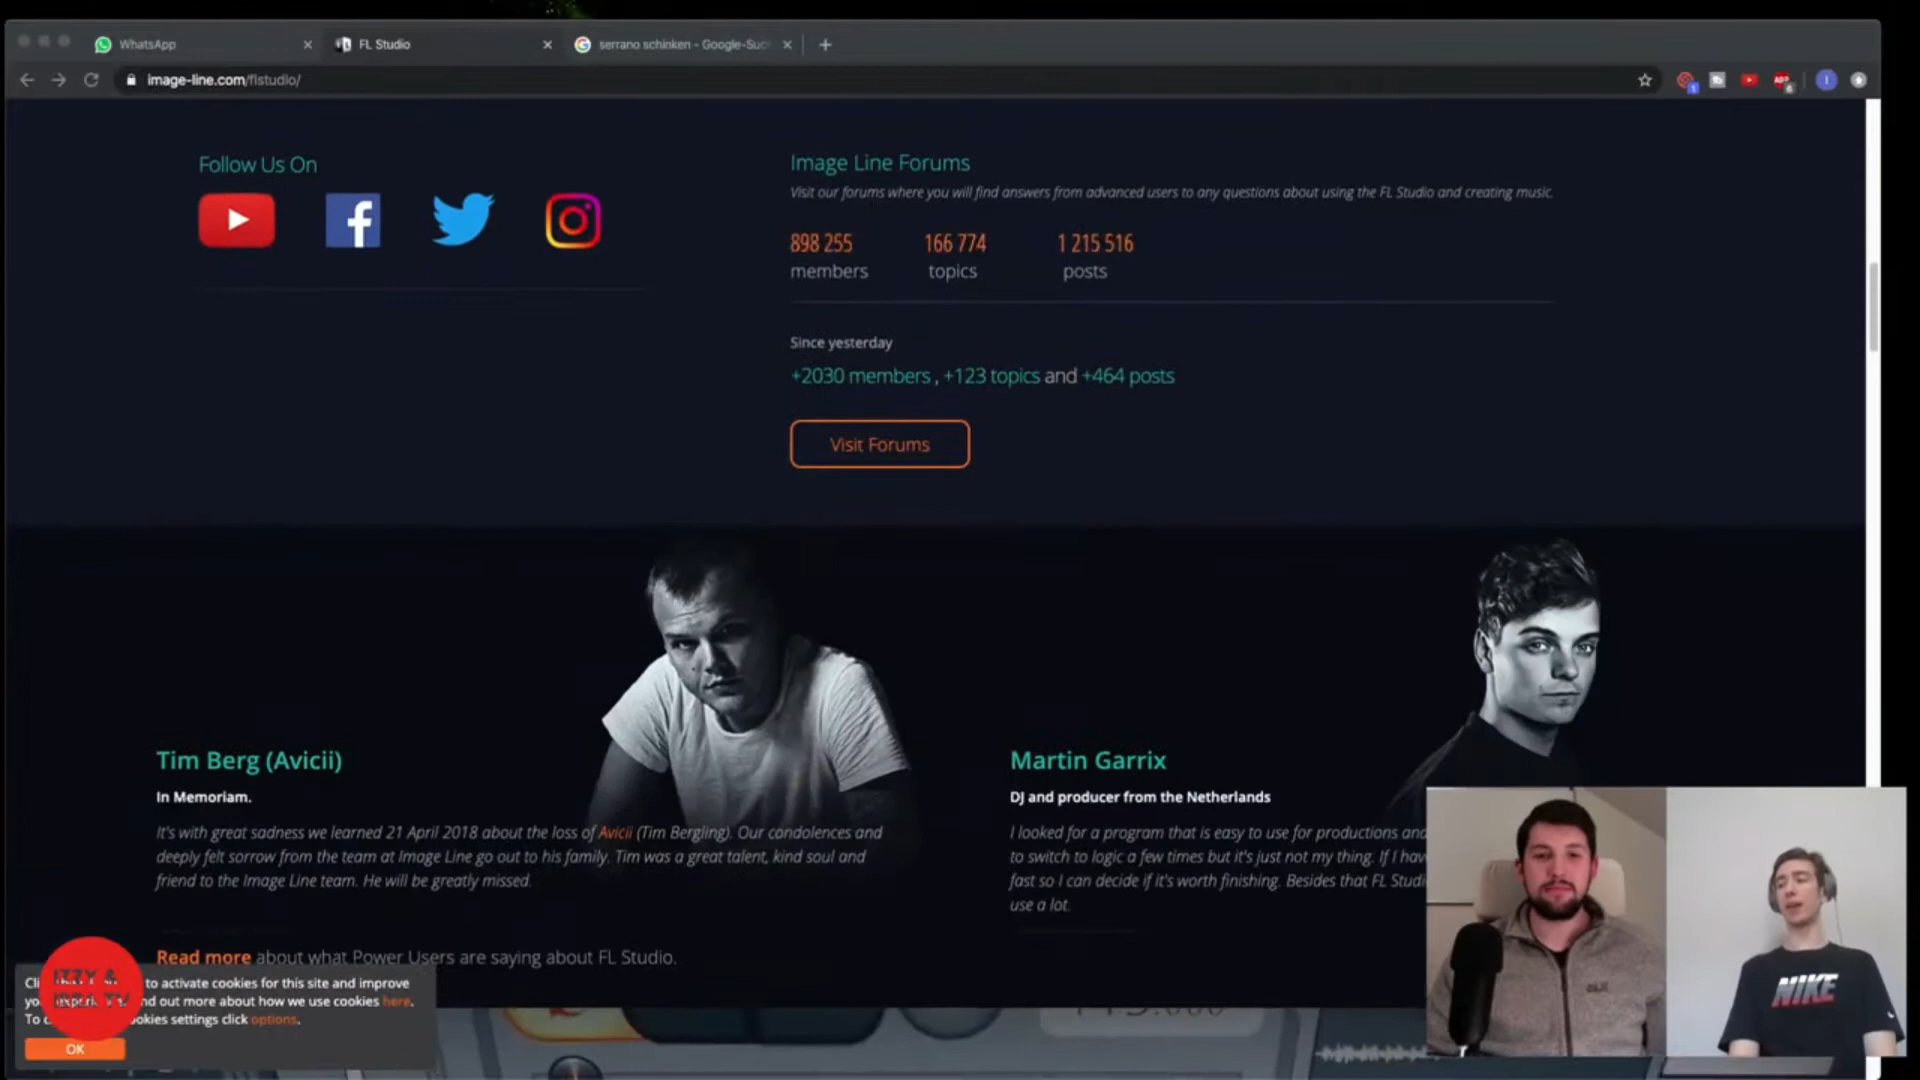 WhatsApp
FL Studio
serrano schinken - Google-Suc
image-line.com/flstudio/
Follow Us On
Image Line Forums
Visit our forums where you will find answers from advanced users to any questions about using the FL Studio and creating music.
898 255 166 774 1 215 516
members topics posts
Since yesterday
+2030 members , +123 topics and +464 posts
Visit Forums
Tim Berg (Avicii)
In Memoriam.
It's with great sadness we learned 21 April 2018 about the loss of Avicii (Tim Bergling). Our condolences and
deeply felt sorrow from the team at Image Line go out to his family. Tim was a great talent, kind soul and
friend to the Image Line team. He will be greatly missed.
Martin Garrix
DJ and producer from the Netherlands
I looked for a program that is easy to use for productions and
to switch to logic a few times but it's just not my thing. If I hav
fast so I can decide if it's worth finishing. Besides that FL Studi
use a lot.
Read more about what Power Users are saying about FL Studio.
to activate cookies for this site and improve
nd out more about how we use cookies here.
ookies settings click options.
OK
IZZY &
TV
NIKE